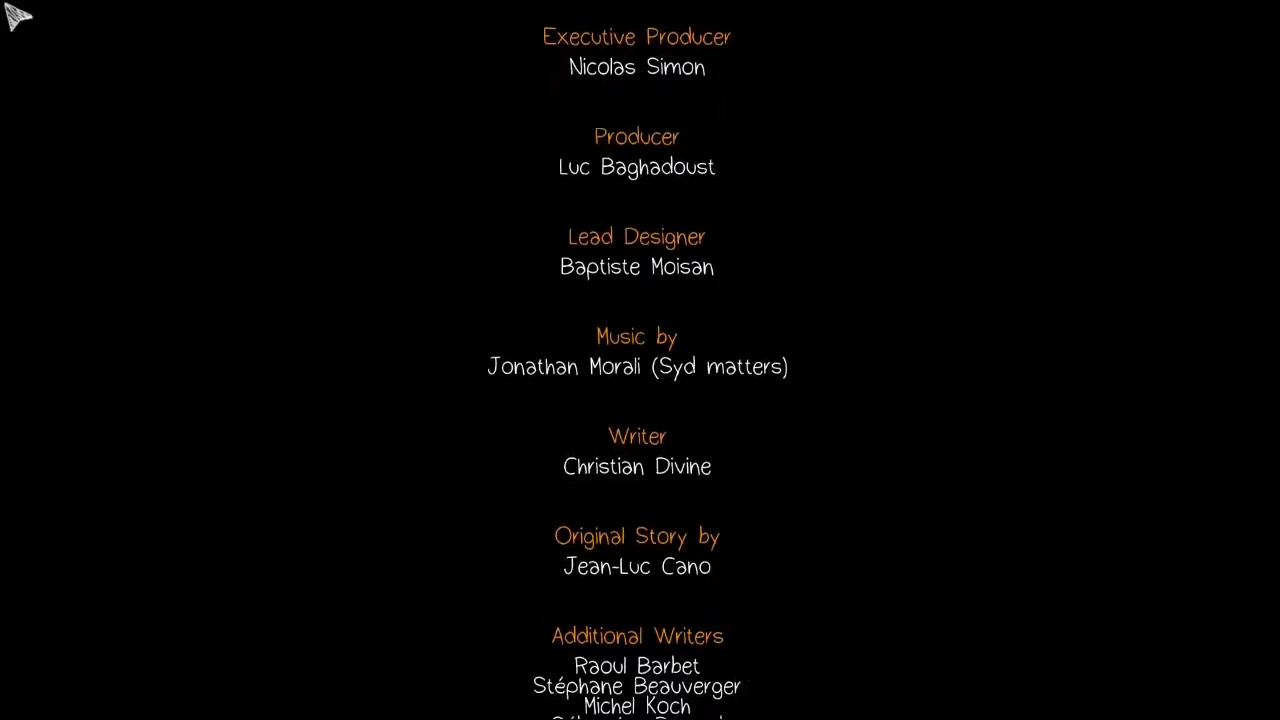 Executive Producer
Nicolas Simon
Producer
Luc Baghadoust
Lead Designer
Baptiste Moisan
Music by
Jonathan Morali (Syd matters)
Writer
Christian Divine
Original Story by
Jean-Luc Cano
Additional Writers
Raoul Barbet
Stéphane Beauverger
Michel Koch